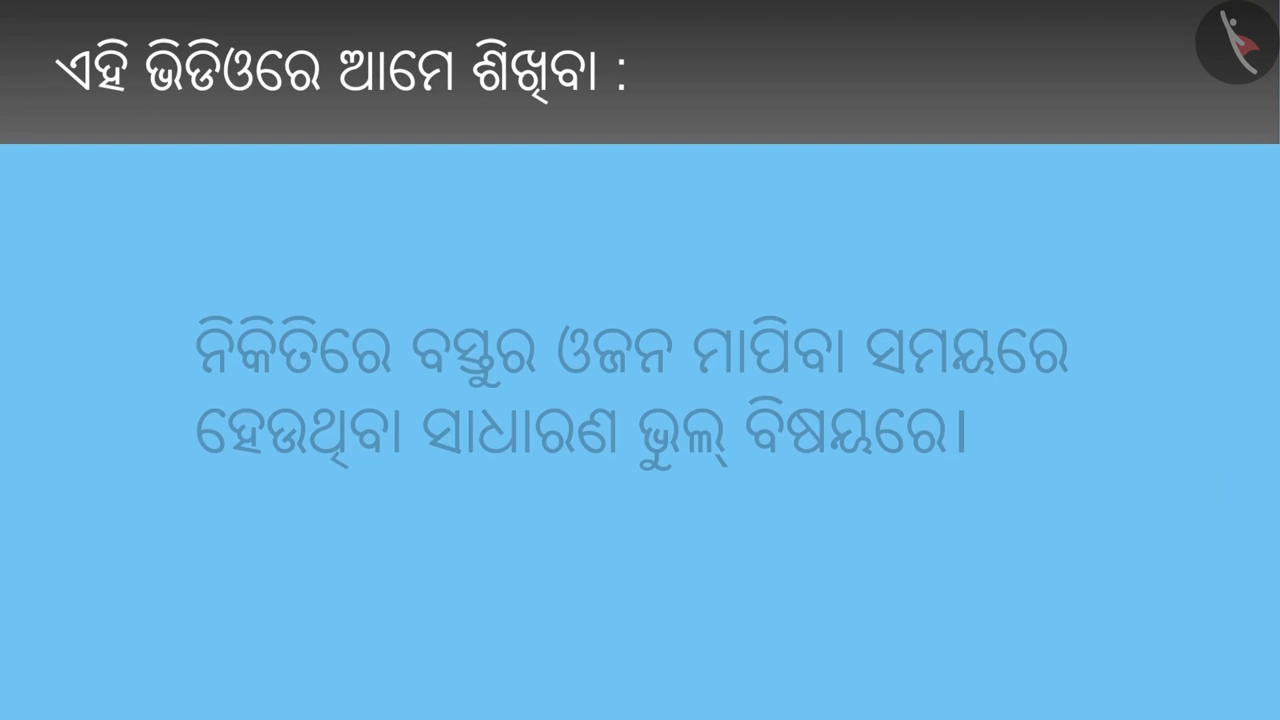 ଏହି ଭିଡିଓରେ ଆମେ ଶିଖିବା :
ନିକିତିରେ ବସ୍ତୁର ଓଜନ ମାପିବା ସମୟରେ
ହେଉଥିବା ସାଧାରଣ ଭୁଲ୍ ବିଷୟରେ।